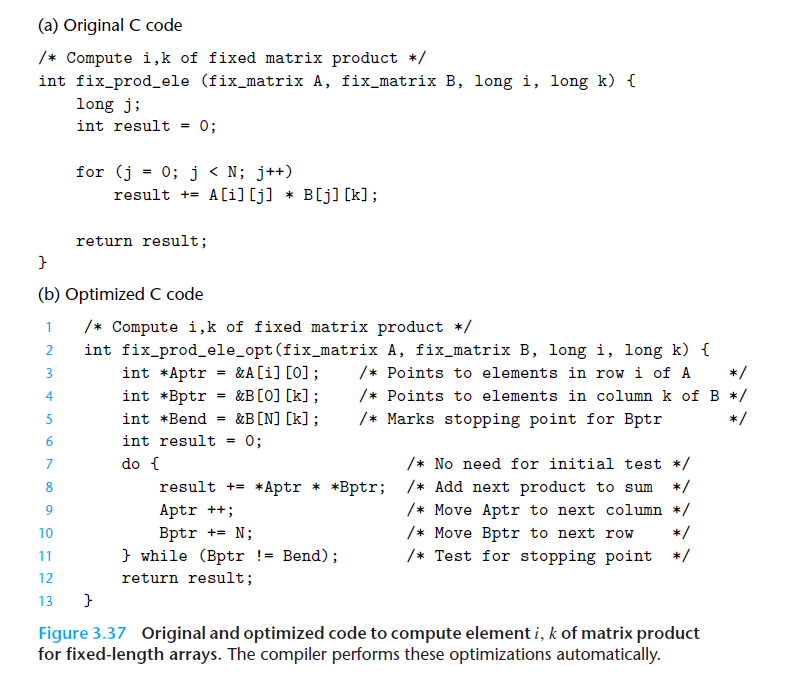 (a) Original C code
/* Compute i,k of fixed matrix product */
int fix_prod_ele (fix_matrix A, fix_matrix B, long i, long k) {
    long j;
    int result = 0;

    for (j = 0; j < N; j++)
        result += A[i][j] * B[j][k];

    return result;
}
(b) Optimized C code
1   /* Compute i,k of fixed matrix product */
2   int fix_prod_ele_opt(fix_matrix A, fix_matrix B, long i, long k) {
3       int *Aptr = &A[i][0];    /* Points to elements in row i of A    */
4       int *Bptr = &B[0][k];    /* Points to elements in column k of B */
5       int *Bend = &B[N][k];    /* Marks stopping point for Bptr       */
6       int result = 0;
7       do {                          /* No need for initial test */
8           result += *Aptr * *Bptr;  /* Add next product to sum  */
9           Aptr ++;                  /* Move Aptr to next column */
10          Bptr += N;                /* Move Bptr to next row    */
11      } while (Bptr != Bend);       /* Test for stopping point  */
12      return result;
13  }
Figure 3.37 Original and optimized code to compute element i, k of matrix product
for fixed-length arrays. The compiler performs these optimizations automatically.